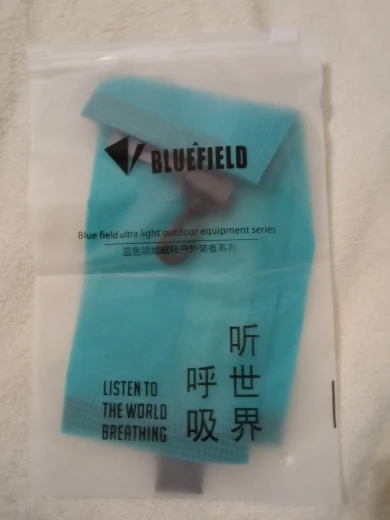 BLUEFIELD
Blue field ultra light outdoor equipment series
蓝色领域超轻户外装备系列
听世界
呼吸
LISTEN TO
THE WORLD
BREATHING